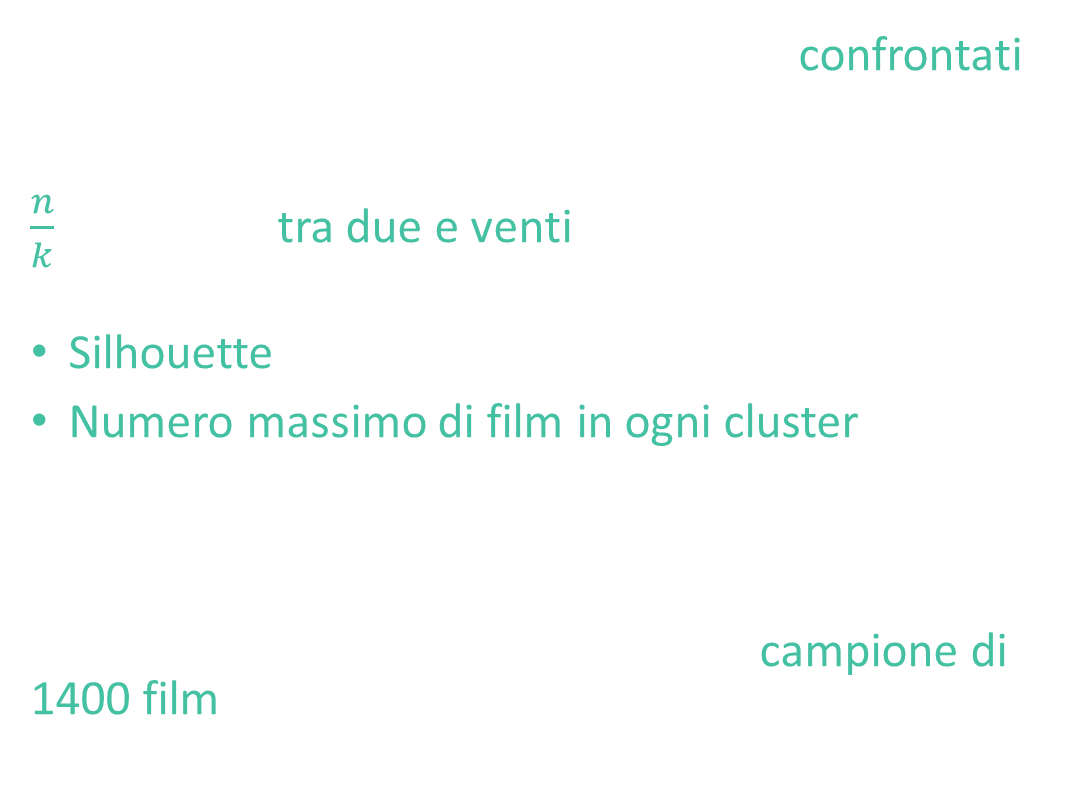 confrontati
n/k tra due e venti
• Silhouette
• Numero massimo di film in ogni cluster
campione di
1400 film